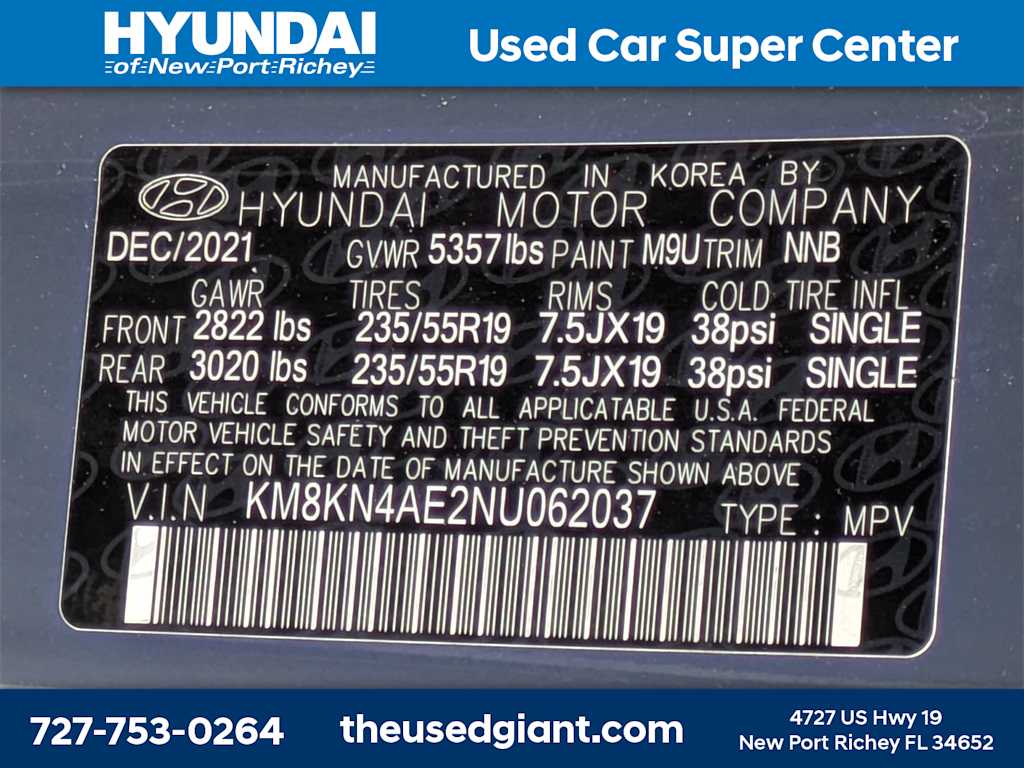 HYUNDAI
of New Port Richey
Used Car Super Center
MANUFACTURED IN KOREA BY
HYUNDAI MOTOR COMPANY
DEC/2021 GVWR 5357lbs PAINT M9U TRIM NNB
GAWR TIRES RIMS COLD TIRE INFL
FRONT 2822 lbs 235/55R19 7.5JX19 38psi SINGLE
REAR 3020 lbs 235/55R19 7.5JX19 38psi SINGLE
THIS VEHICLE CONFORMS TO ALL APPLICATABLE U.S.A. FEDERAL
MOTOR VEHICLE SAFETY AND THEFT PREVENTION STANDARDS
IN EFFECT ON THE DATE OF MANUFACTURE SHOWN ABOVE
V.I.N KM8KN4AE2NU062037 TYPE : MPV
727-753-0264
theusedgiant.com
4727 US Hwy 19
New Port Richey FL 34652